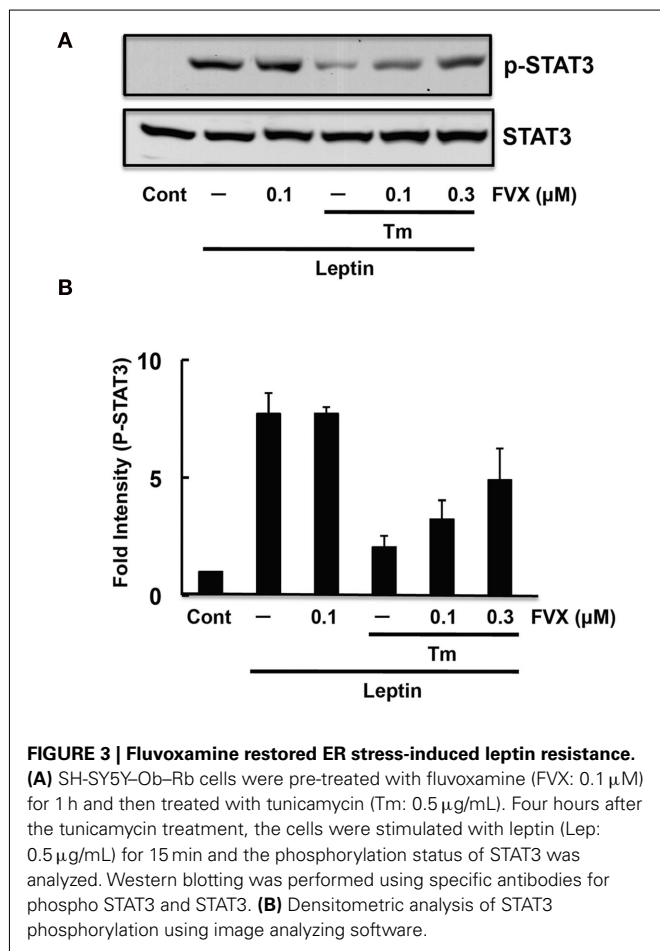 A
p-STAT3
STAT3
Cont – 0.1 – 0.1 0.3 FVX (µM)
Tm
Leptin
B
Fold Intensity (P-STAT3)
10
5
0
Cont – 0.1 – 0.1 0.3 FVX (µM)
Tm
Leptin
FIGURE 3 | Fluvoxamine restored ER stress-induced leptin resistance.
(A) SH-SY5Y–Ob–Rb cells were pre-treated with fluvoxamine (FVX: 0.1 µM)
for 1 h and then treated with tunicamycin (Tm: 0.5 µg/mL). Four hours after
the tunicamycin treatment, the cells were stimulated with leptin (Lep:
0.5 µg/mL) for 15 min and the phosphorylation status of STAT3 was
analyzed. Western blotting was performed using specific antibodies for
phospho STAT3 and STAT3. (B) Densitometric analysis of STAT3
phosphorylation using image analyzing software.